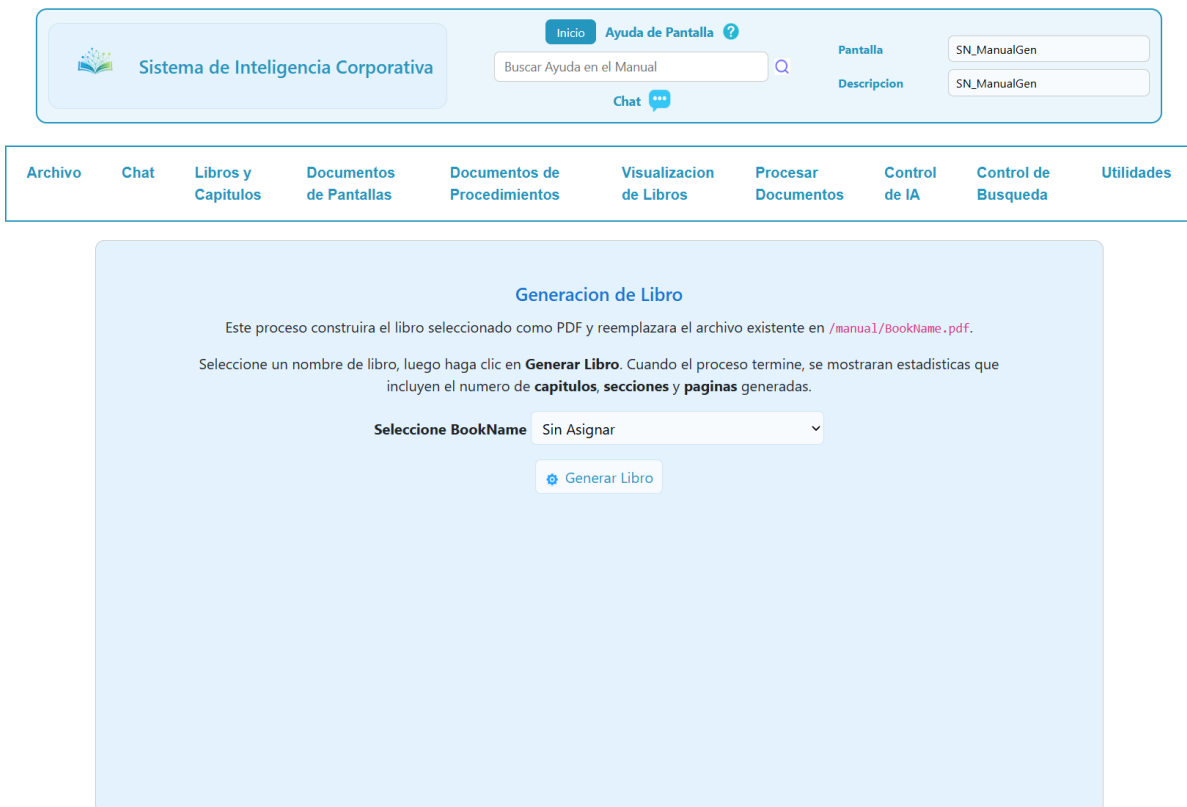 Inicio
Ayuda de Pantalla ?
Sistema de Inteligencia Corporativa
Buscar Ayuda en el Manual
Chat
Pantalla
SN_ManualGen
Descripcion
SN_ManualGen
Archivo
Chat
Libros y
Capitulos
Documentos
de Pantallas
Documentos de
Procedimientos
Visualizacion
de Libros
Procesar
Documentos
Control
de IA
Control de
Busqueda
Utilidades
Generacion de Libro
Este proceso construira el libro seleccionado como PDF y reemplazara el archivo existente en /manual/BookName.pdf.
Seleccione un nombre de libro, luego haga clic en Generar Libro. Cuando el proceso termine, se mostraran estadisticas que
incluyen el numero de capitulos, secciones y paginas generadas.
Seleccione BookName Sin Asignar
Generar Libro